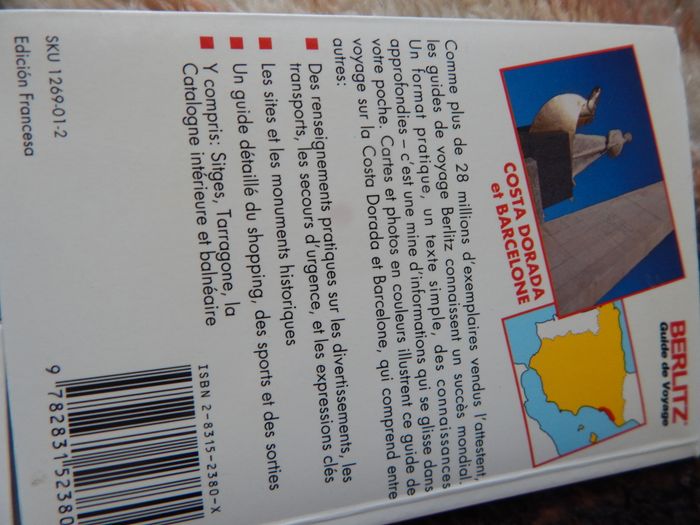 BERLITZ
Guide de Voyage
COSTA DORADA
et BARCELONE
Comme plus de 28 millions d'exemplaires vendus l'attestent,
les guides de voyage Berlitz connaissent un succès mondial.
Un format pratique, un texte simple, des connaissances
approfondies – c'est une mine d'informations qui se glisse dans
votre poche. Cartes et photos en couleurs illustrent ce guide de
voyage sur la Costa Dorada et Barcelone, qui comprend entre
autres:
Des renseignements pratiques sur les divertissements, les
transports, les secours d'urgence, et les expressions clés
Les sites et les monuments historiques
Un guide détaillé du shopping, des sports et des sorties
Y compris: Sitges, Tarragone, la
Catalogne intérieure et balnéaire
SKU 1269-01-2
Edición Francesa
ISBN 2-8315-2380-X
9 782831 52380